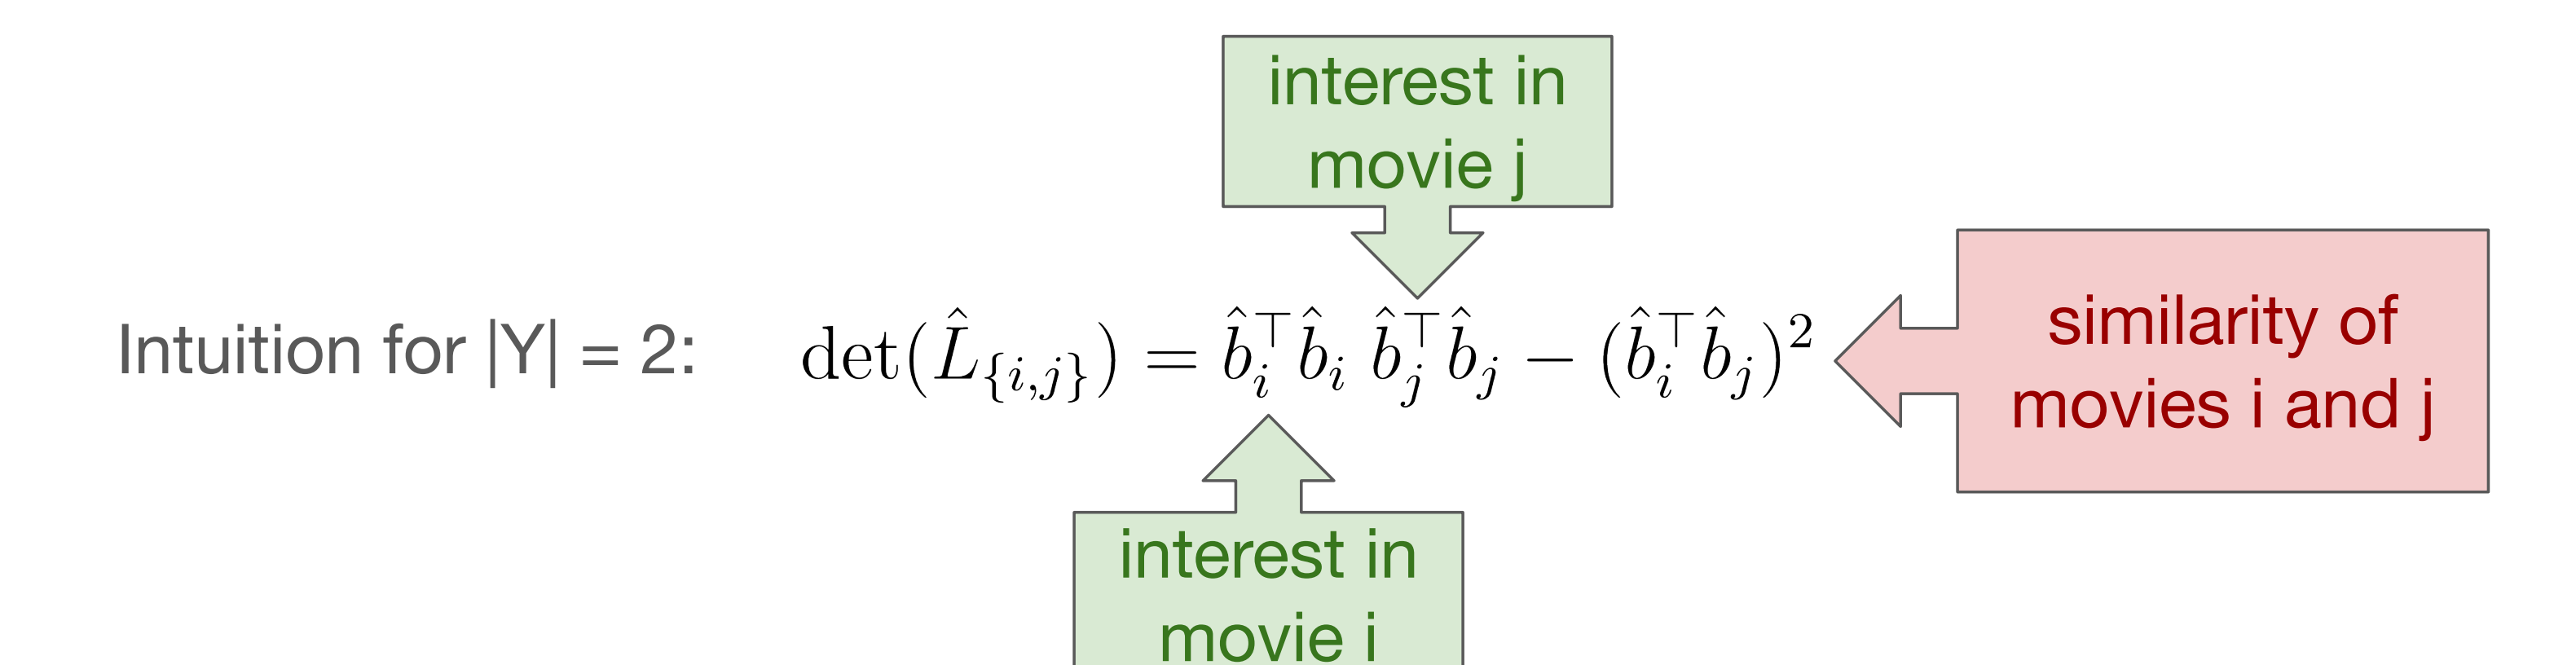 interest in
movie j
Intuition for |Y| = 2: det(L̂_{i,j}) = b̂_i^⊤ b̂_i b̂_j^⊤ b̂_j − (b̂_i^⊤ b̂_j)^2
similarity of
movies i and j
interest in
movie i